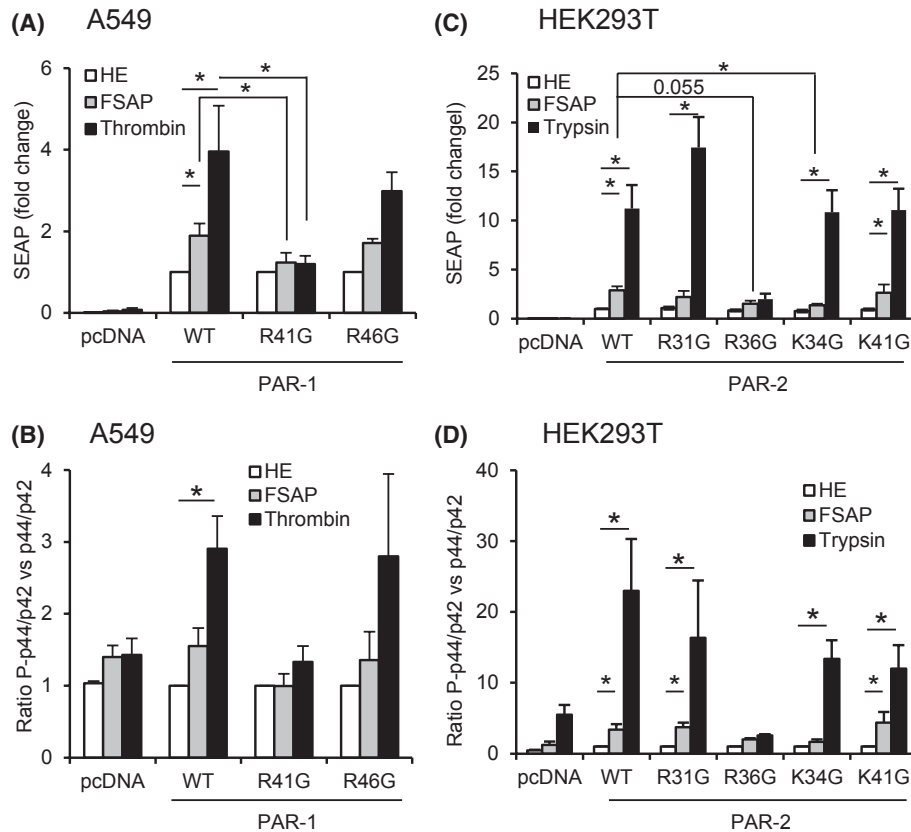 (A) A549
SEAP (fold change)
6
4
2
0
HE
FSAP
Thrombin
*
*
*
*
pcDNA WT R41G R46G
PAR-1
(C) HEK293T
SEAP (fold changel)
25
20
15
10
5
0
HE
FSAP
Trypsin
*
0.055
*
*
*
*
*
*
pcDNA WT R31G R36G K34G K41G
PAR-2
(B) A549
Ratio P-p44/p42 vs p44/p42
4
3
2
1
0
HE
FSAP
Thrombin
*
pcDNA WT R41G R46G
PAR-1
(D) HEK293T
Ratio P-p44/p42 vs p44/p42
40
30
20
10
0
HE
FSAP
Trypsin
*
*
*
*
*
*
*
pcDNA WT R31G R36G K34G K41G
PAR-2